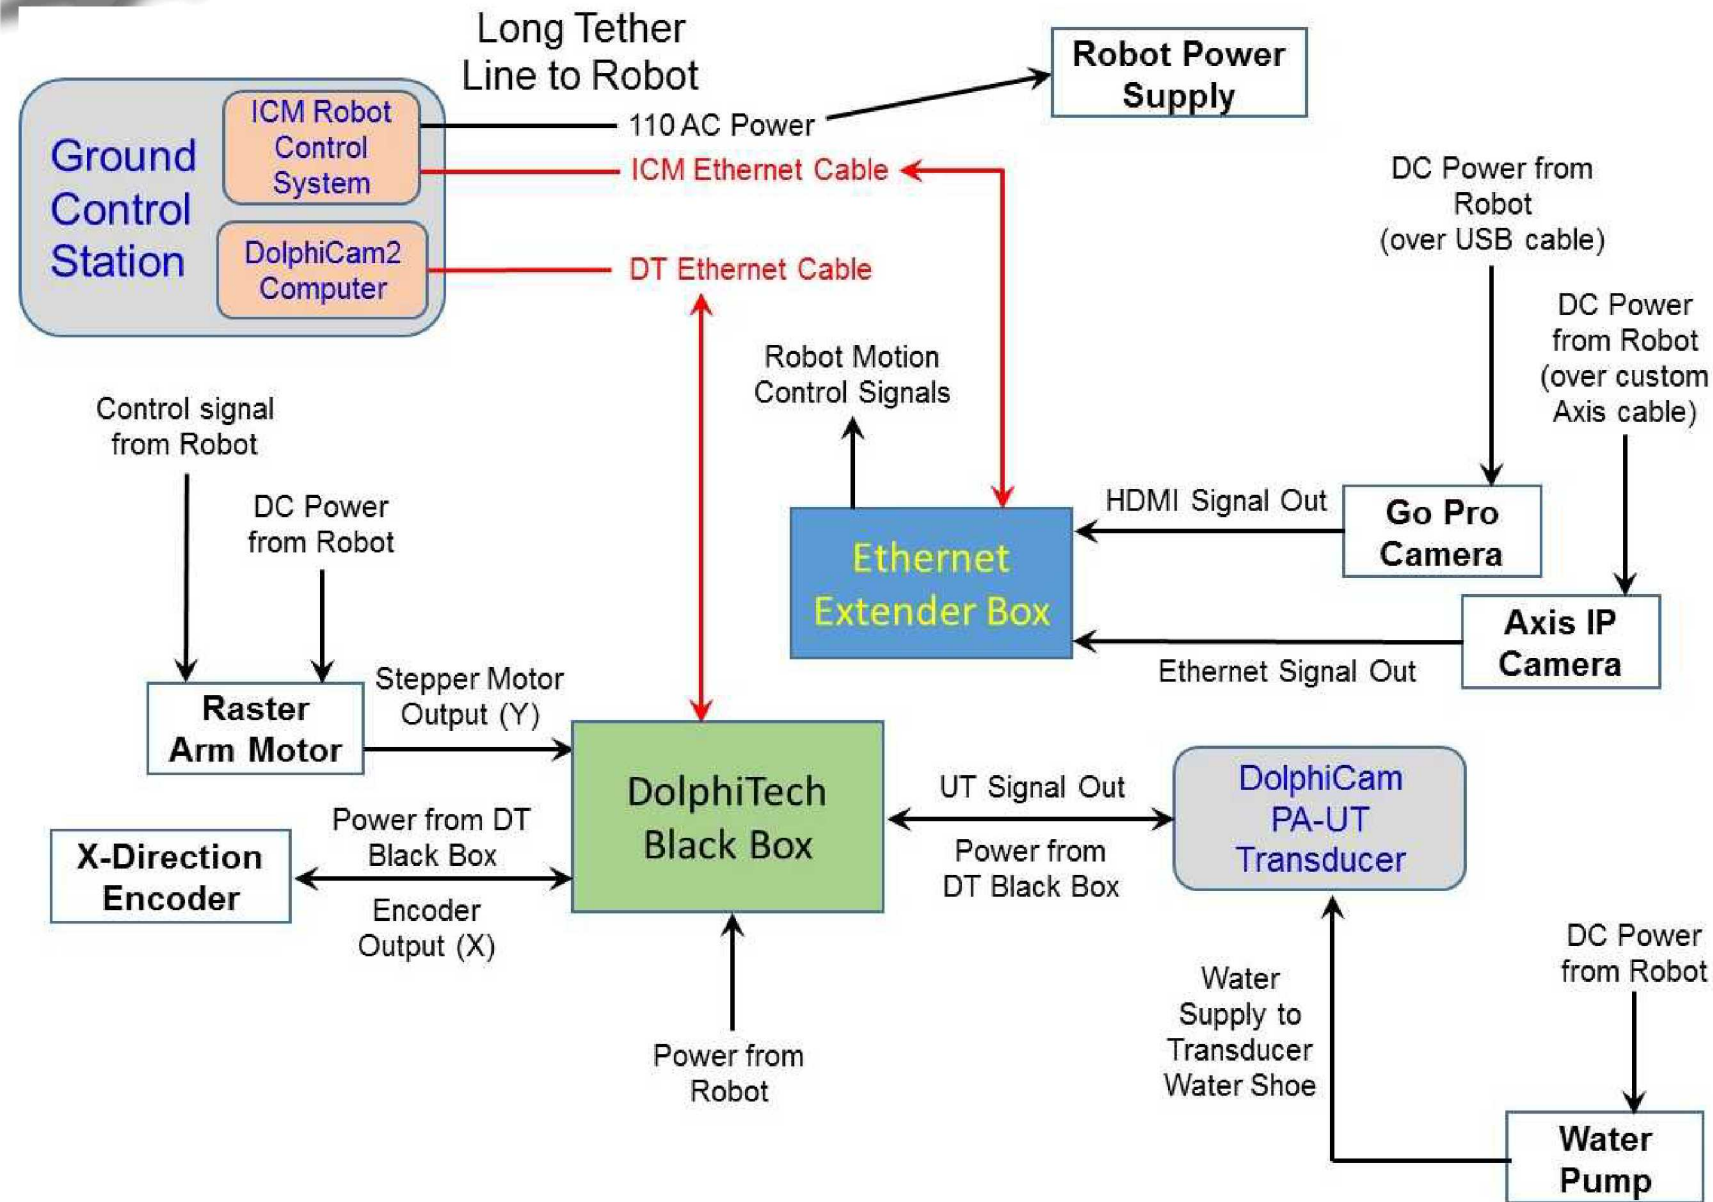 Long Tether
Line to Robot
Robot Power
Supply
Ground
Control
Station
ICM Robot
Control
System
DolphiCam2
Computer
110 AC Power
ICM Ethernet Cable
DT Ethernet Cable
DC Power from
Robot
(over USB cable)
DC Power
from Robot
(over custom
Axis cable)
Robot Motion
Control Signals
Control signal
from Robot
DC Power
from Robot
HDMI Signal Out
Go Pro
Camera
Ethernet
Extender Box
Axis IP
Camera
Ethernet Signal Out
Raster
Arm Motor
Stepper Motor
Output (Y)
DolphiTech
Black Box
UT Signal Out
Power from
DT Black Box
DolphiCam
PA-UT
Transducer
X-Direction
Encoder
Power from DT
Black Box
Encoder
Output (X)
Power from
Robot
Water
Supply to
Transducer
Water Shoe
DC Power
from Robot
Water
Pump